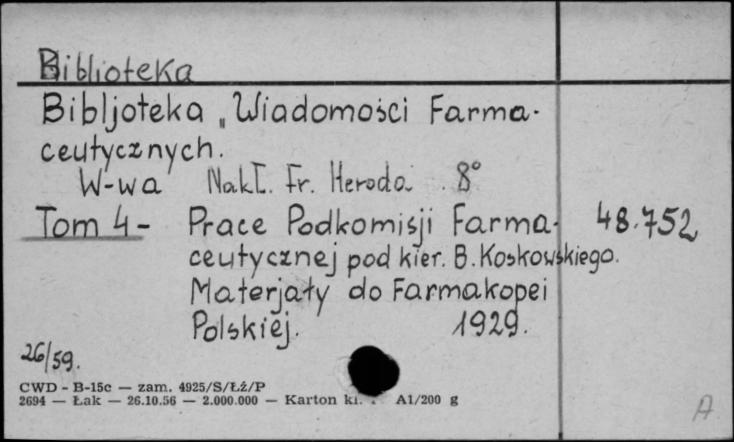 Biblioteka
Bibljoteka „Wiadomości Farma-
ceutycznych.
W-wa Nakł. Fr. Heroda 8°
Tom 4 - Prace Podkomisji Farma- 48.752
ceutycznej pod kier. B. Koskowskiego.
Materjały do Farmakopei
Polskiej. 1929.
26/59.
CWD - B-15c — zam. 4925/S/Łź/P
2694 — Łak — 26.10.56 — 2.000.000 — Karton kl. A1/200 g
A